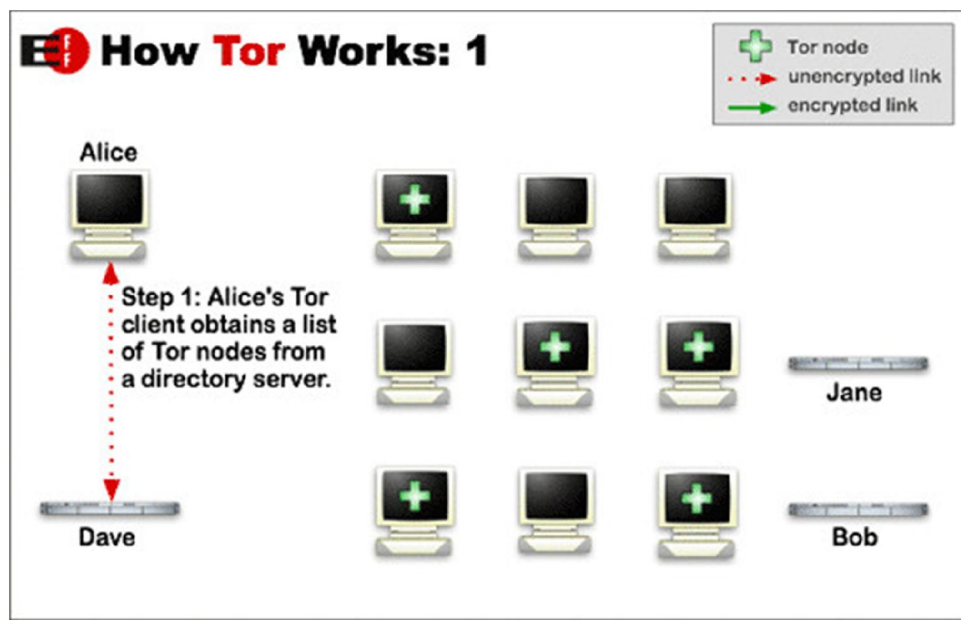 EFF How Tor Works: 1
Tor node
unencrypted link
encrypted link
Alice
Step 1: Alice's Tor
client obtains a list
of Tor nodes from
a directory server.
Jane
Dave
Bob